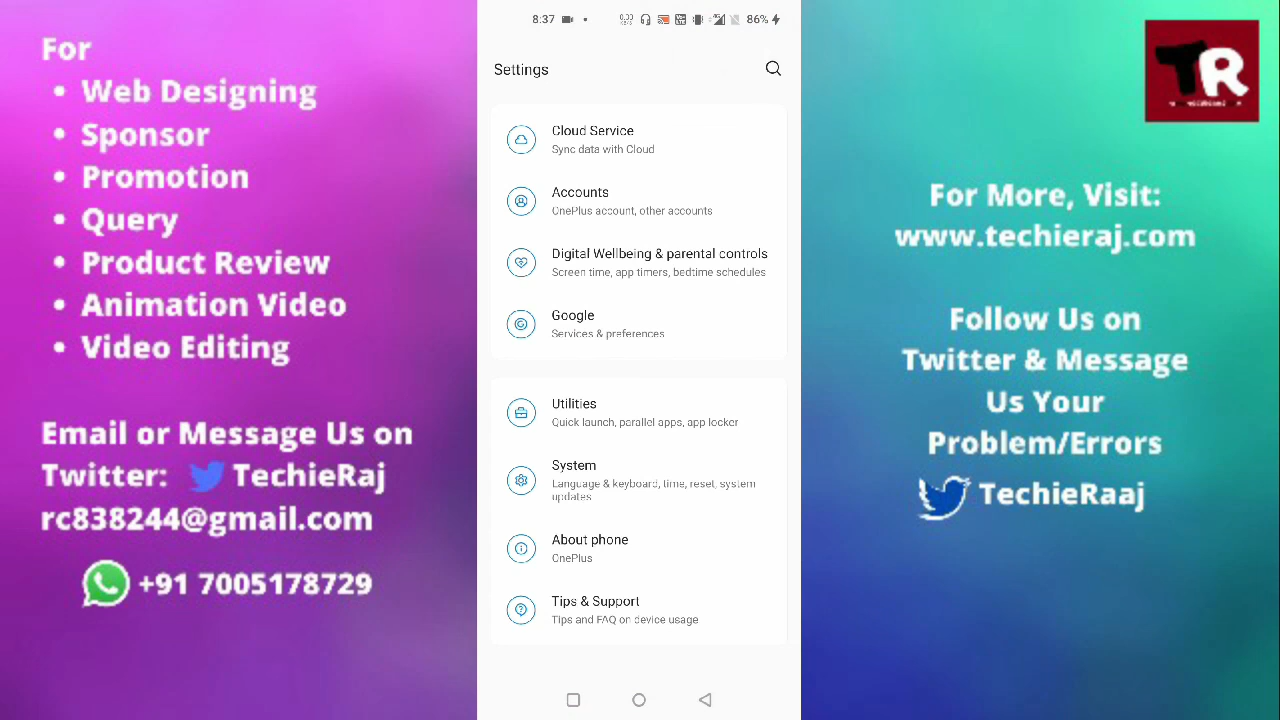 For
• Web Designing
• Sponsor
• Promotion
• Query
• Product Review
• Animation Video
• Video Editing
Email or Message Us on
Twitter: TechieRaj
rc838244@gmail.com
+91 7005178729
8:37
0.00
86%
Settings
Cloud Service
Sync data with Cloud
Accounts
OnePlus account, other accounts
Digital Wellbeing & parental controls
Screen time, app timers, bedtime schedules
Google
Services & preferences
Utilities
Quick launch, parallel apps, app locker
System
Language & keyboard, time, reset, system
updates
About phone
OnePlus
Tips & Support
Tips and FAQ on device usage
TR
For More, Visit:
www.techieraj.com
Follow Us on
Twitter & Message
Us Your
Problem/Errors
TechieRaaj